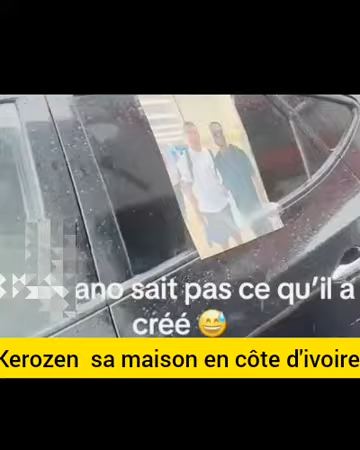 ano sait pas ce qu'il a
créé 😅
Kerozen sa maison en côte d'ivoire